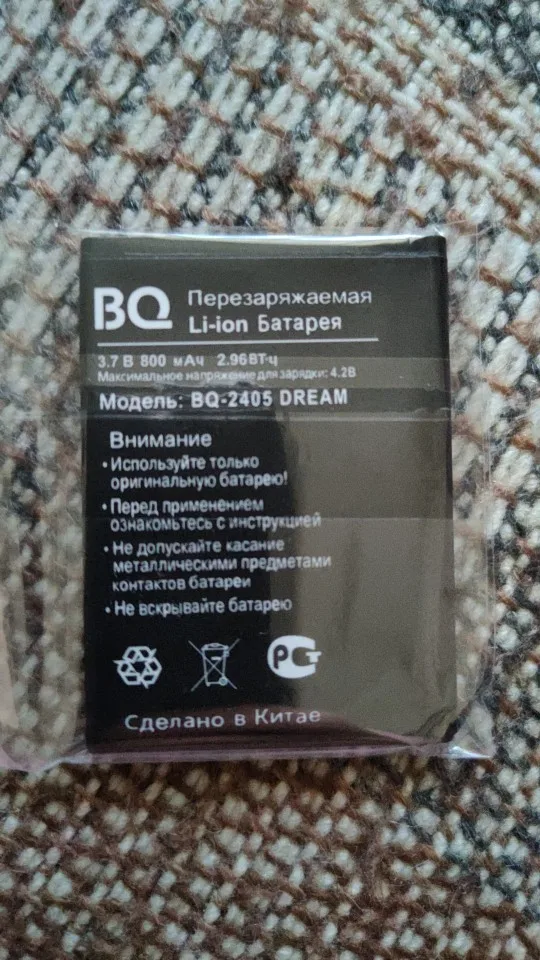 BQ
Перезаряжаемая
Li-ion Батарея
3.7 В 800 мАч 2.96ВТ·ч
Максимальное напряжение для зарядки: 4.2В
Модель: BQ-2405 DREAM
Внимание
• Используйте только
оригинальную батарею!
• Перед применением
ознакомьтесь с инструкцией
• Не допускайте касание
металлическими предметами
контактов батареи
• Не вскрывайте батарею
РСТ
Сделано в Китае